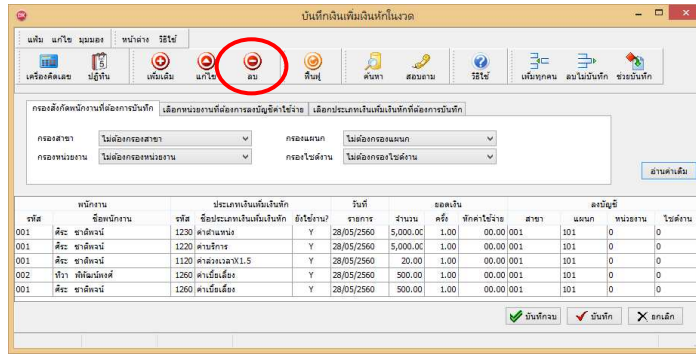 บันทึกเงินเพิ่มเงินหักในงวด
แฟ้ม แก้ไข มุมมอง หน้าต่าง วิธีใช้
เครื่องคิดเลข ปฏิทิน เพิ่มเติม แก้ไข ลบ ฟื้นฟู ค้นหา สอบถาม วิธีใช้ เพิ่มทุกคน ลบไม่บันทึก ช่วยบันทึก
กรองสังกัดพนักงานที่ต้องการบันทึก เลือกหน่วยงานที่ต้องการลงบัญชีค่าใช้จ่าย เลือกประเภทเงินเพิ่มเงินหักที่ต้องการบันทึก
กรองสาขา ไม่ต้องกรองสาขา กรองแผนก ไม่ต้องกรองแผนก
กรองหน่วยงาน ไม่ต้องกรองหน่วยงาน กรองไซต์งาน ไม่ต้องกรองไซต์งาน
อ่านค่าเดิม
พนักงาน ประเภทเงินเพิ่มเงินหัก วันที่ ยอดเงิน ลงบัญชี
รหัส ชื่อพนักงาน รหัส ชื่อประเภทเงินเพิ่มเงินหัก ยังใช้งาน? รายการ จำนวน ครั้ง หักค่าใช้จ่าย สาขา แผนก หน่วยงาน ไซต์งาน
001 ศิระ ชาติพจน์ 1230 ค่าตำแหน่ง Y 28/05/2560 5,000.00 1.00 00.00 001 101 0 0
001 ศิระ ชาติพจน์ 1220 ค่าบริการ Y 28/05/2560 5,000.00 1.00 00.00 001 101 0 0
001 ศิระ ชาติพจน์ 1120 ค่าล่วงเวลาX1.5 Y 28/05/2560 20.00 1.00 00.00 001 101 0 0
002 ทิวา พิพัฒน์พงศ์ 1260 ค่าเบี้ยเลี้ยง Y 28/05/2560 500.00 1.00 00.00 001 101 0 0
001 ศิระ ชาติพจน์ 1260 ค่าเบี้ยเลี้ยง Y 28/05/2560 500.00 1.00 00.00 001 101 0 0
บันทึกจบ บันทึก ยกเลิก